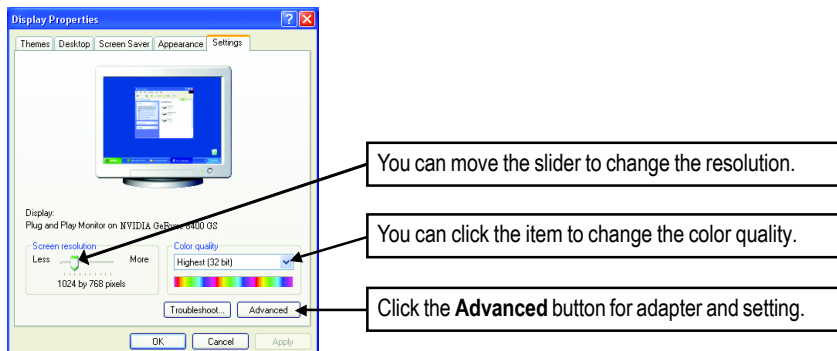 Display Properties
Themes Desktop Screen Saver Appearance Settings
Display:
Plug and Play Monitor on NVIDIA GeForce 8400 GS
Screen resolution
Less More
1024 by 768 pixels
Color quality
Highest (32 bit)
Troubleshoot... Advanced
OK Cancel Apply
You can move the slider to change the resolution.
You can click the item to change the color quality.
Click the Advanced button for adapter and setting.